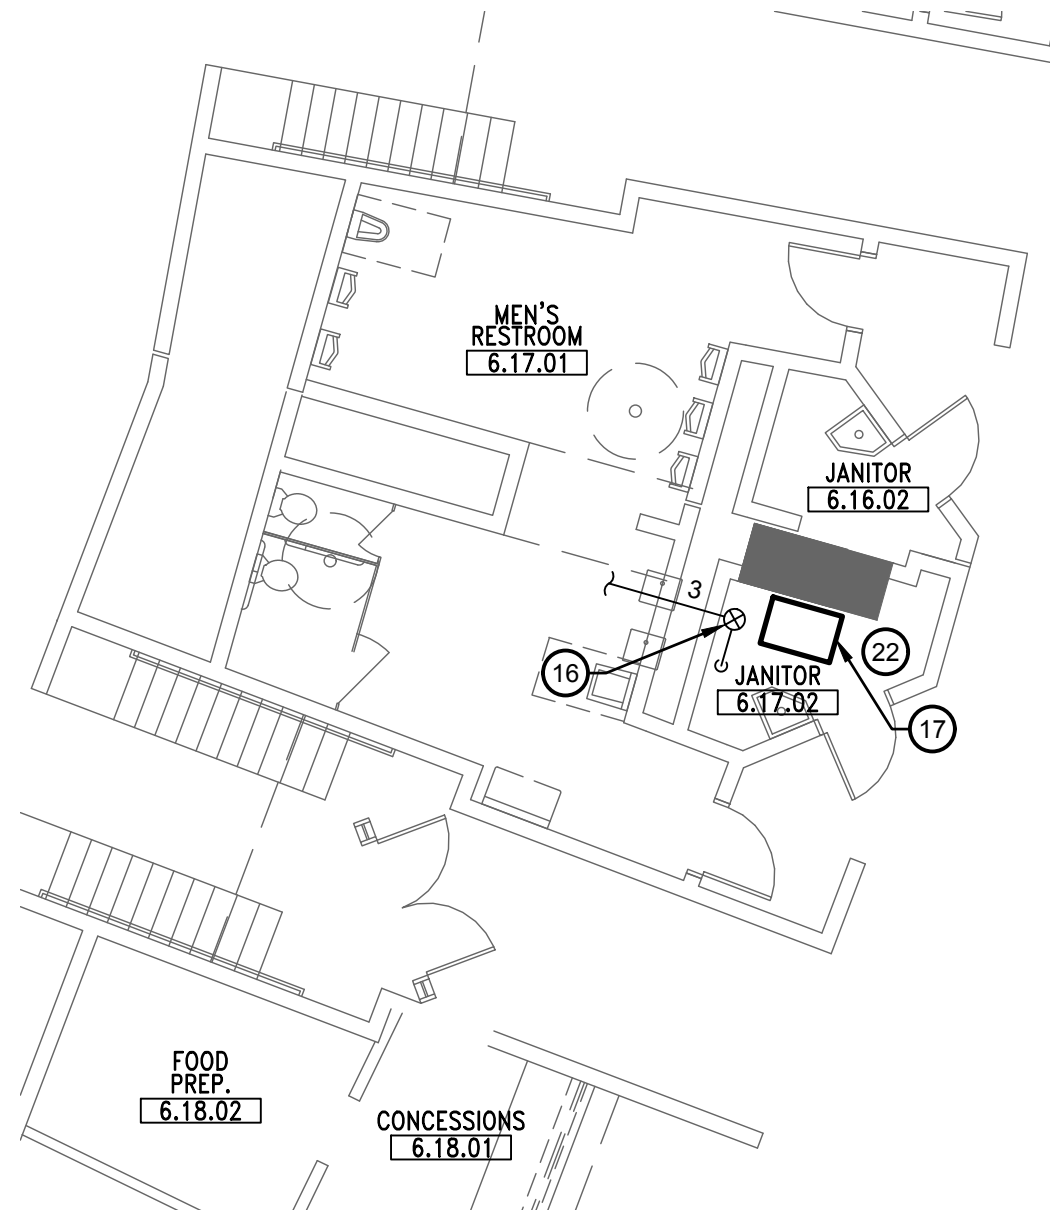 MEN'S
RESTROOM
6.17.01
JANITOR
6.16.02
3
16
22
JANITOR
6.17.02
17
FOOD
PREP.
6.18.02
CONCESSIONS
6.18.01